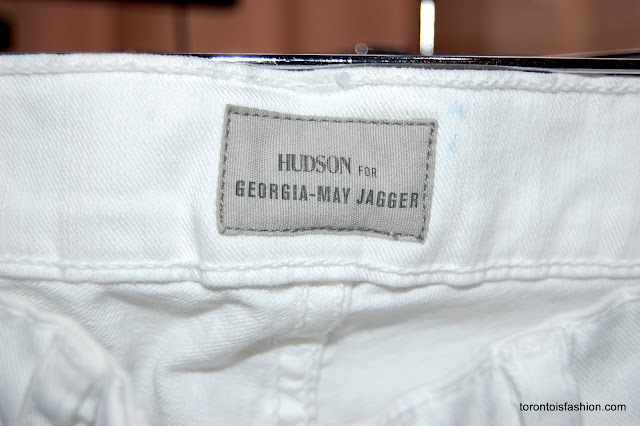 HUDSON FOR
GEORGIA-MAY JAGGER
torontoisfashion.com